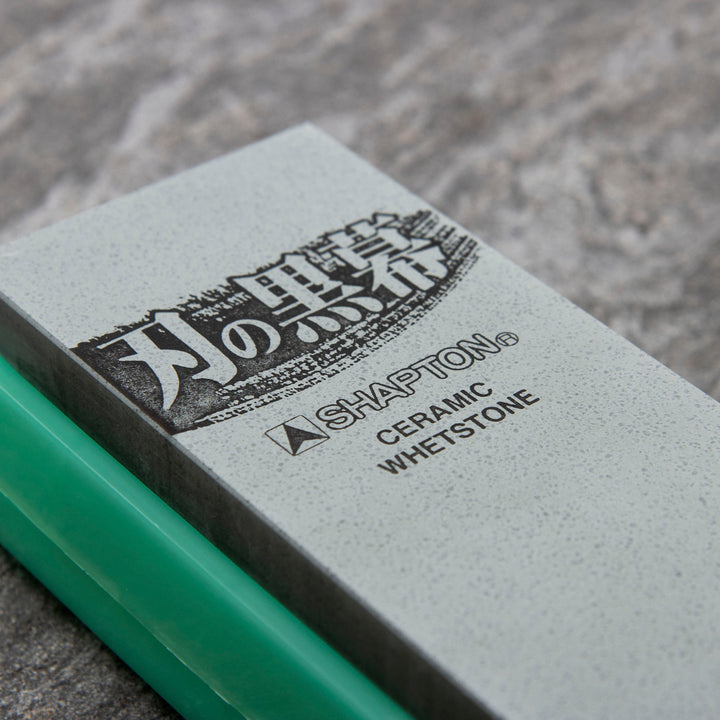 刃の黒幕
SHAPTON®
CERAMIC
WHETSTONE